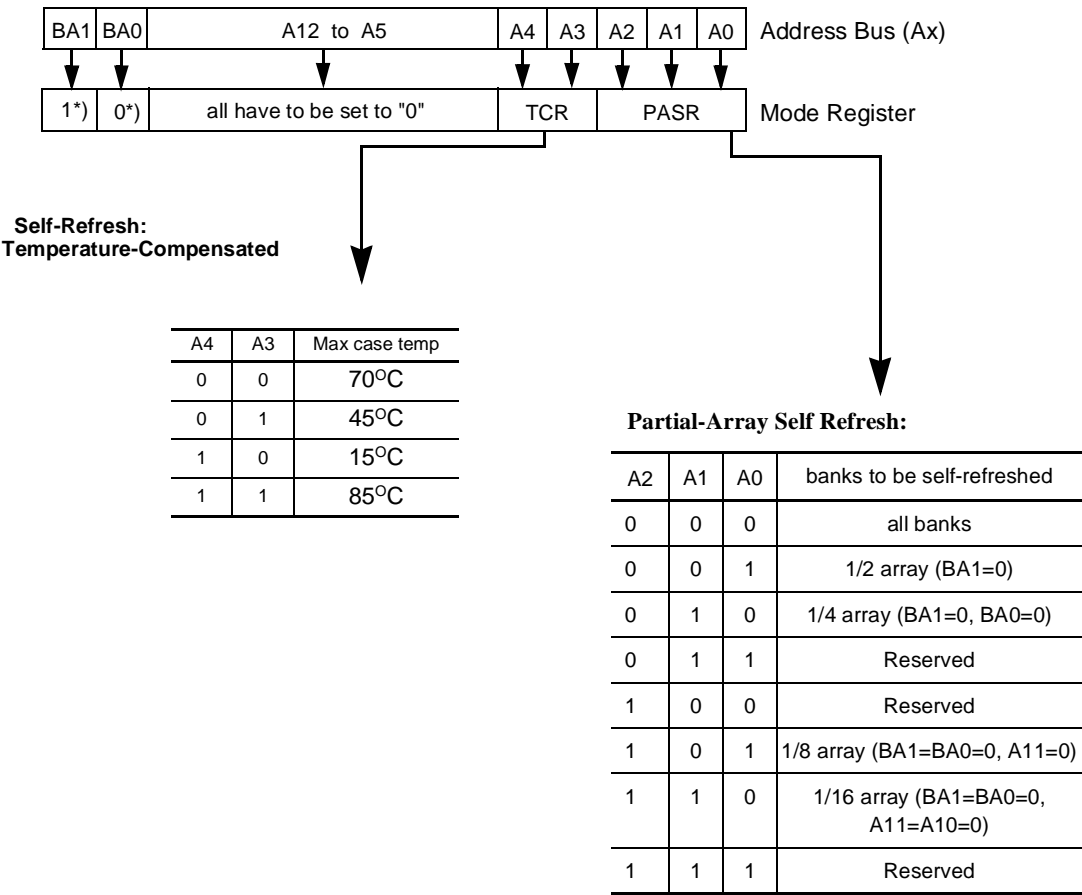 BA1 BA0 A12 to A5 A4 A3 A2 A1 A0 Address Bus (Ax)
1*) 0*) all have to be set to "0" TCR PASR Mode Register
Self-Refresh:
Temperature-Compensated
A4 A3 Max case temp
0 0 70°C
0 1 45°C
1 0 15°C
1 1 85°C
Partial-Array Self Refresh:
A2 A1 A0 banks to be self-refreshed
0 0 0 all banks
0 0 1 1/2 array (BA1=0)
0 1 0 1/4 array (BA1=0, BA0=0)
0 1 1 Reserved
1 0 0 Reserved
1 0 1 1/8 array (BA1=BA0=0, A11=0)
1 1 0 1/16 array (BA1=BA0=0,
A11=A10=0)
1 1 1 Reserved